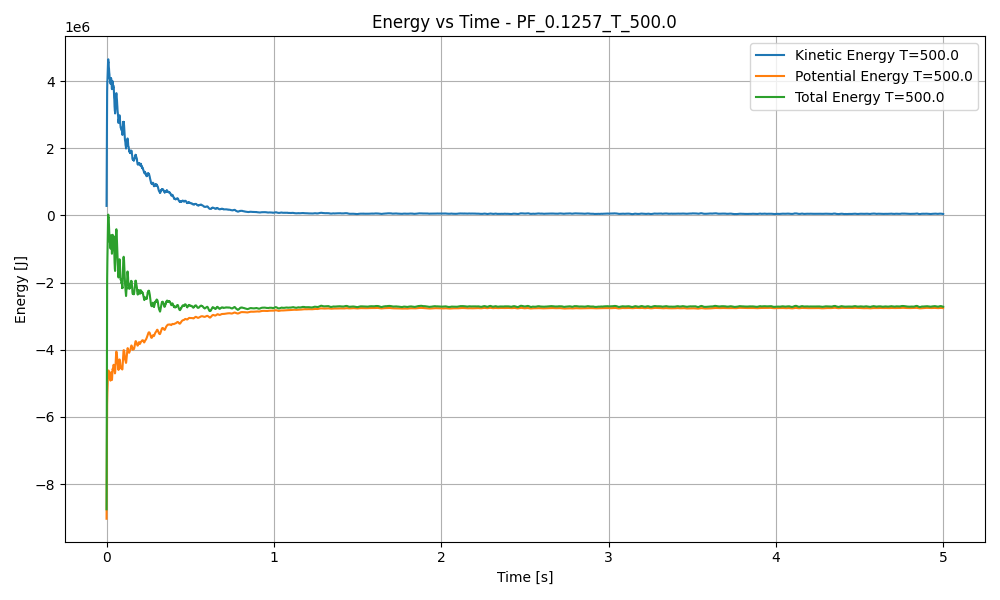 Energy vs Time - PF_0.1257_T_500.0
1e6
Kinetic Energy T=500.0
Potential Energy T=500.0
Total Energy T=500.0
4
2
0
−2
−4
−6
−8
Energy [J]
0 1 2 3 4 5
Time [s]